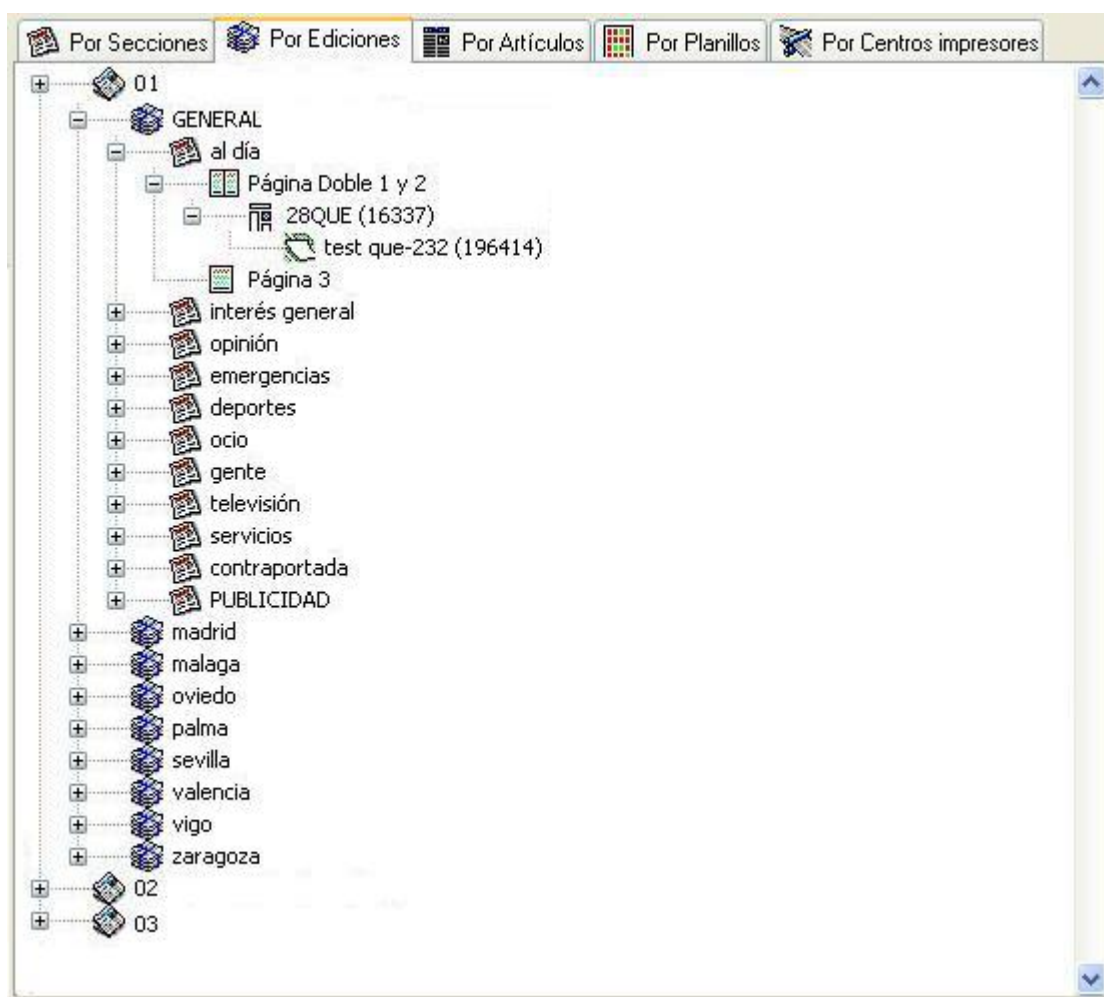 Por Secciones Por Ediciones Por Artículos Por Planillos Por Centros impresores
01
GENERAL
al día
Página Doble 1 y 2
28QUE (16337)
test que-232 (196414)
Página 3
interés general
opinión
emergencias
deportes
ocio
gente
televisión
servicios
contraportada
PUBLICIDAD
madrid
malaga
oviedo
palma
sevilla
valencia
vigo
zaragoza
02
03